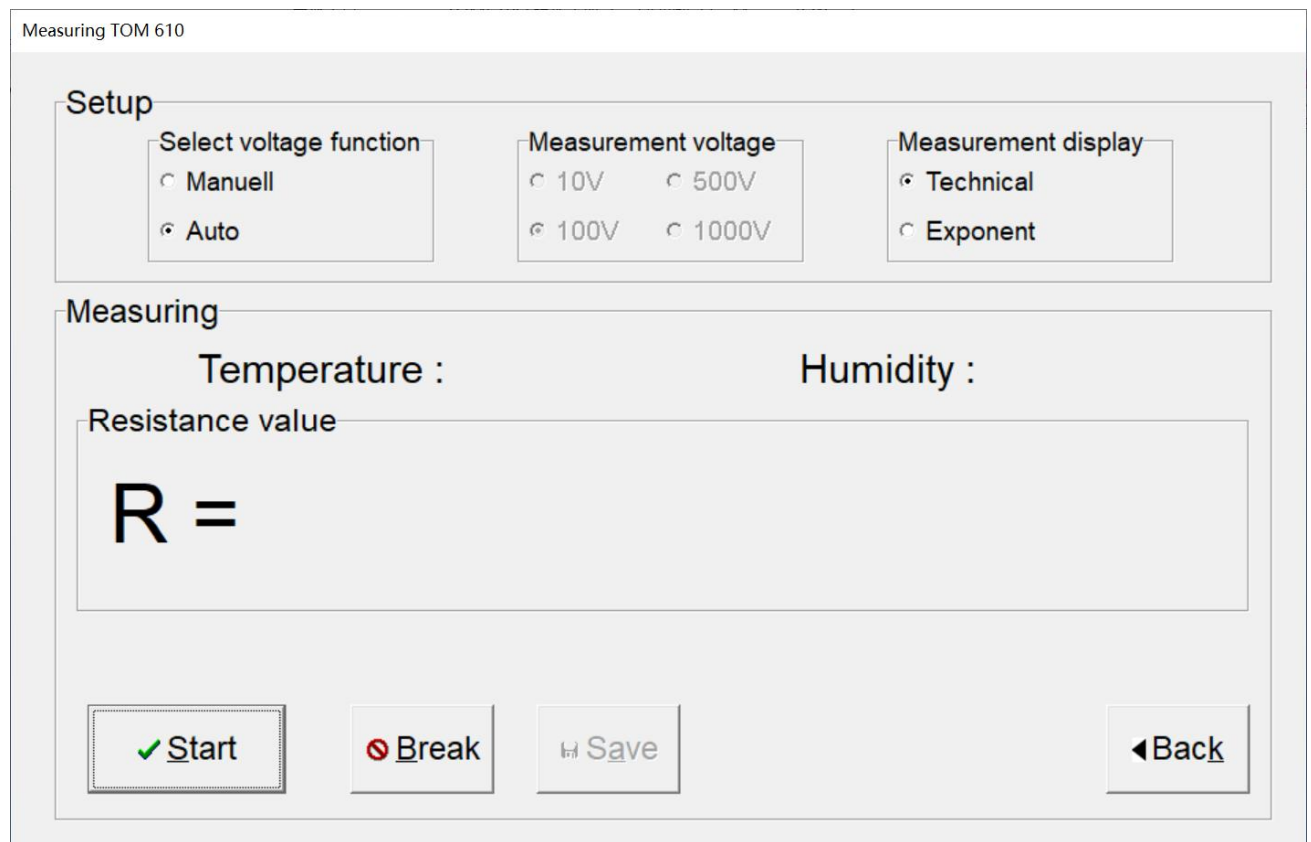 Measuring TOM 610
Setup
Select voltage function
Measurement voltage
Measurement display
Manuell
10V
500V
Technical
Auto
100V
1000V
Exponent
Measuring
Temperature :
Humidity :
Resistance value
R =
Start
Break
Save
Back